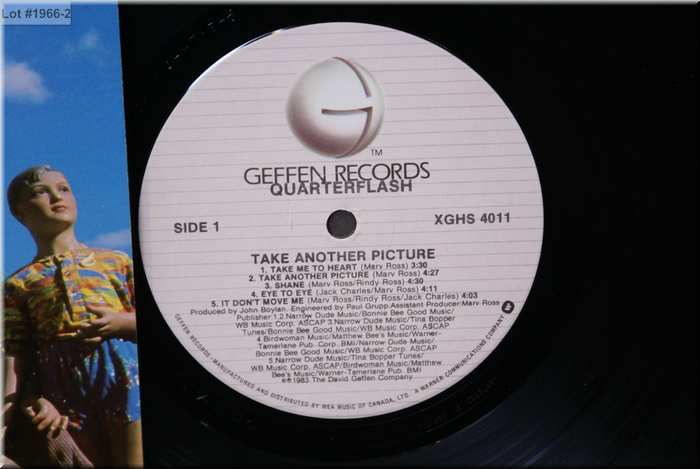 Lot #1966-2
TM
GEFFEN RECORDS
QUARTERFLASH
SIDE 1
XGHS 4011
TAKE ANOTHER PICTURE
1. TAKE ME TO HEART (Marv Ross) 3:30
2. TAKE ANOTHER PICTURE (Marv Ross) 4:27
3. SHANE (Marv Ross/Rindy Ross) 4:30
4. EYE TO EYE (Jack Charles/Marv Ross) 4:11
5. IT DON'T MOVE ME (Marv Ross/Rindy Ross/Jack Charles) 4:03
Produced by John Boylan. Engineered by Paul Grupp. Assistant Producer: Marv Ross
Publisher: 1,2. Narrow Dude Music/Bonnie Bee Good Music/
WB Music Corp. ASCAP 3. Narrow Dude Music/Tina Bopper
Tunes/Bonnie Bee Good Music/WB Music Corp. ASCAP
4. Birdwoman Music/Matthew Bee's Music/Warner-
Tamerlane Pub. Corp. BMI/Narrow Dude Music/
Bonnie Bee Good Music/WB Music Corp. ASCAP
5. Narrow Dude Music/Tina Bopper Tunes/
WB Music Corp. ASCAP/Birdwoman Music/Matthew
Bee's Music/Warner-Tamerlane Pub. Corp. BMI
℗©1983 The David Geffen Company
GEFFEN RECORDS • MANUFACTURED AND DISTRIBUTED BY WEA MUSIC OF CANADA, LTD. A WARNER COMMUNICATIONS COMPANY